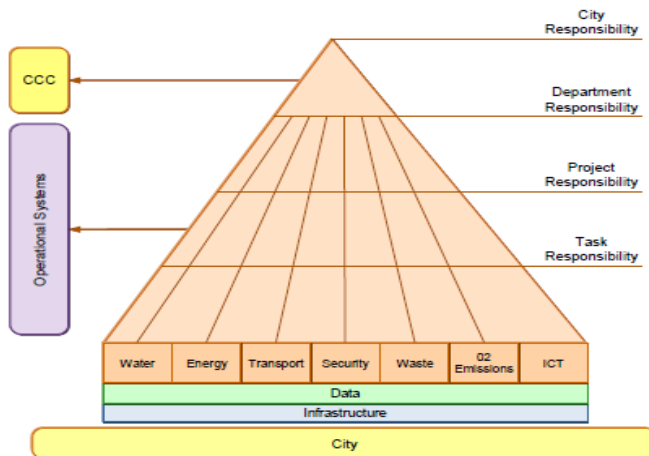 City
Responsibility
CCC
Department
Responsibility
Operational Systems
Project
Responsibility
Task
Responsibility
Water Energy Transport Security Waste 02 Emissions ICT
Data
Infrastructure
City